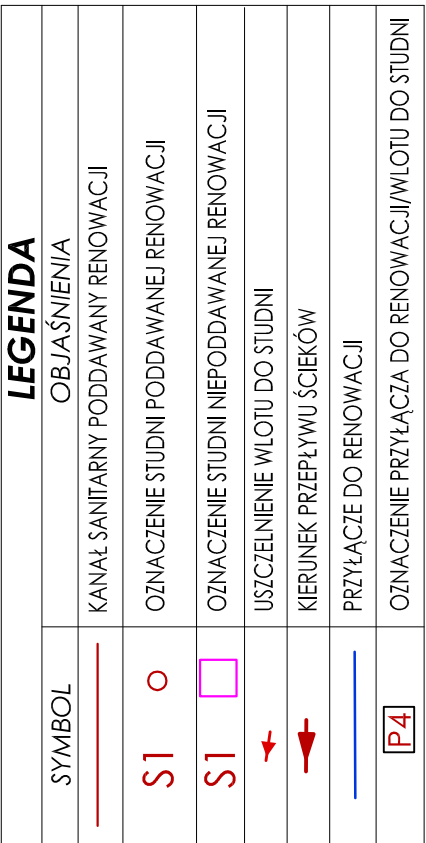 LEGENDA
SYMBOL OBJAŚNIENIA
KANAŁ SANITARNY PODDAWANY RENOWACJI
S1 OZNACZENIE STUDNI PODDAWANEJ RENOWACJI
S1 OZNACZENIE STUDNI NIEPODDAWANEJ RENOWACJI
USZCZELNIENIE WLOTU DO STUDNI
KIERUNEK PRZEPŁYWU ŚCIEKÓW
PRZYŁĄCZE DO RENOWACJI
P4 OZNACZENIE PRZYŁĄCZA DO RENOWACJI/WLOTU DO STUDNI